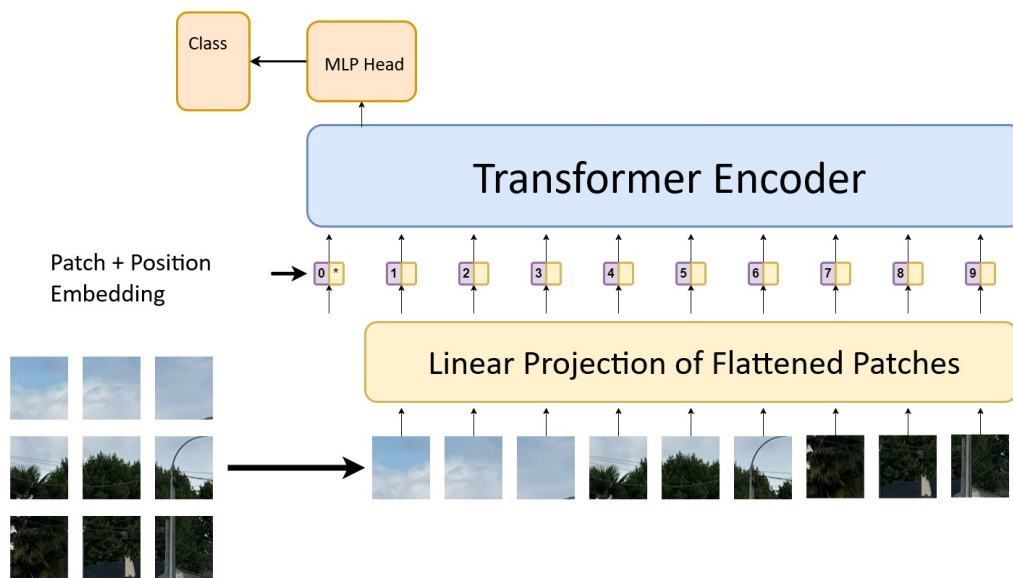 Class
MLP Head
Transformer Encoder
Patch + Position
Embedding
0 * 1 2 3 4 5 6 7 8 9
Linear Projection of Flattened Patches